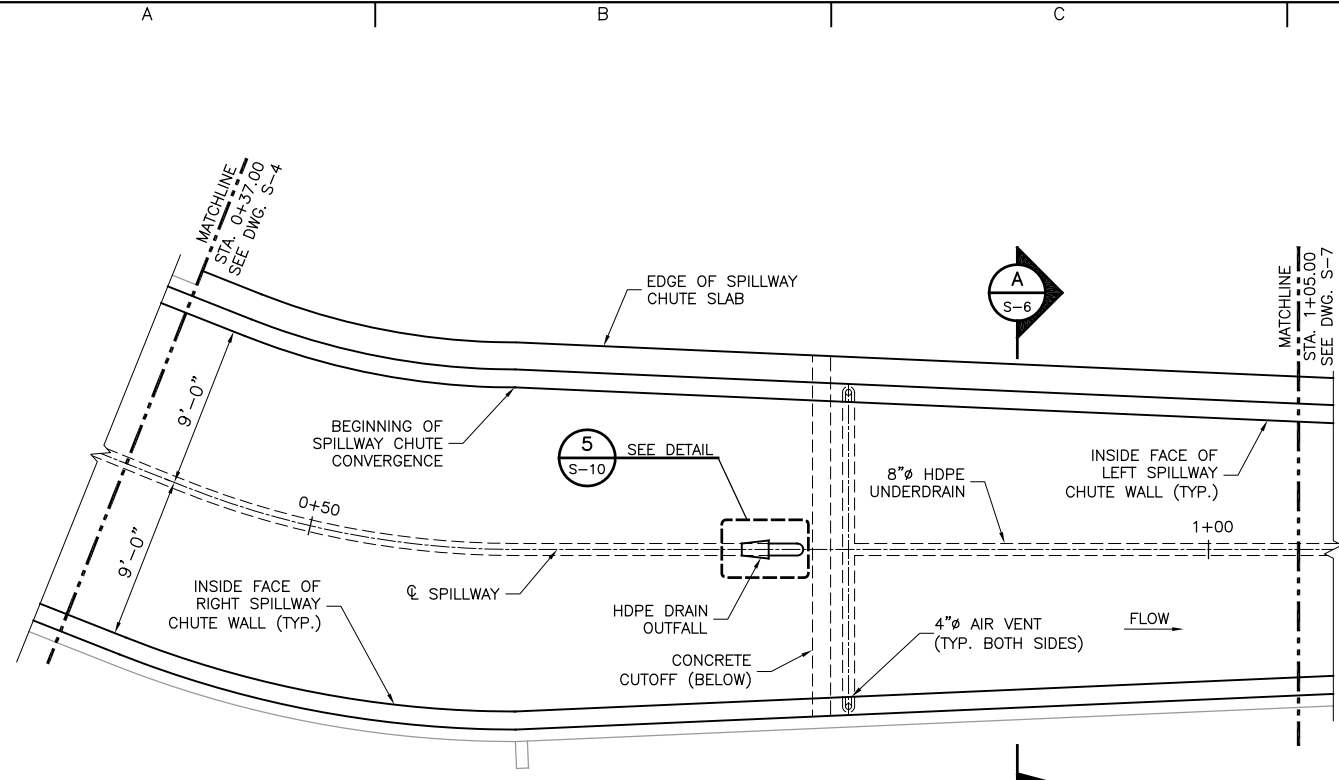 A
B
C
MATCHLINE
STA. 0+37.00
SEE DWG. S-4
EDGE OF SPILLWAY
CHUTE SLAB
A
S-6
MATCHLINE
STA. 1+05.00
SEE DWG. S-7
9'-0"
BEGINNING OF
SPILLWAY CHUTE
CONVERGENCE
5
S-10
SEE DETAIL
8"ø HDPE
UNDERDRAIN
INSIDE FACE OF
LEFT SPILLWAY
CHUTE WALL (TYP.)
0+50
1+00
9'-0"
INSIDE FACE OF
RIGHT SPILLWAY
CHUTE WALL (TYP.)
℄ SPILLWAY
HDPE DRAIN
OUTFALL
4"ø AIR VENT
(TYP. BOTH SIDES)
FLOW
CONCRETE
CUTOFF (BELOW)